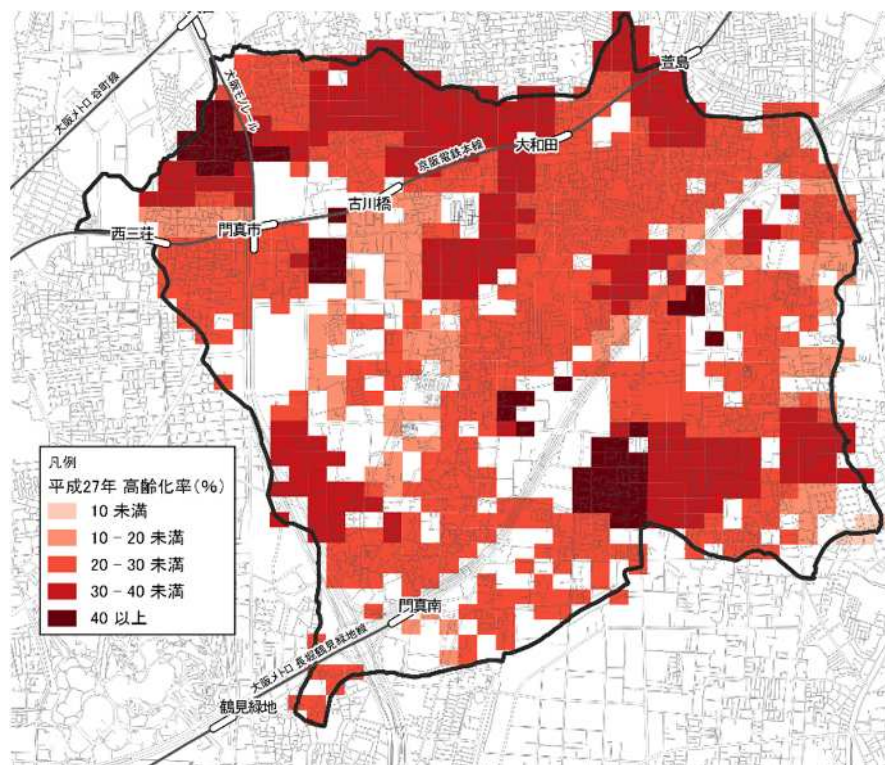 大阪メトロ 谷町線
大阪モノレール
萱島
大和田
京阪電鉄本線
古川橋
門真市
西三荘
凡例
平成27年 高齢化率(%)
10 未満
10 - 20 未満
20 - 30 未満
30 - 40 未満
40 以上
門真南
大阪メトロ 長堀鶴見緑地線
鶴見緑地